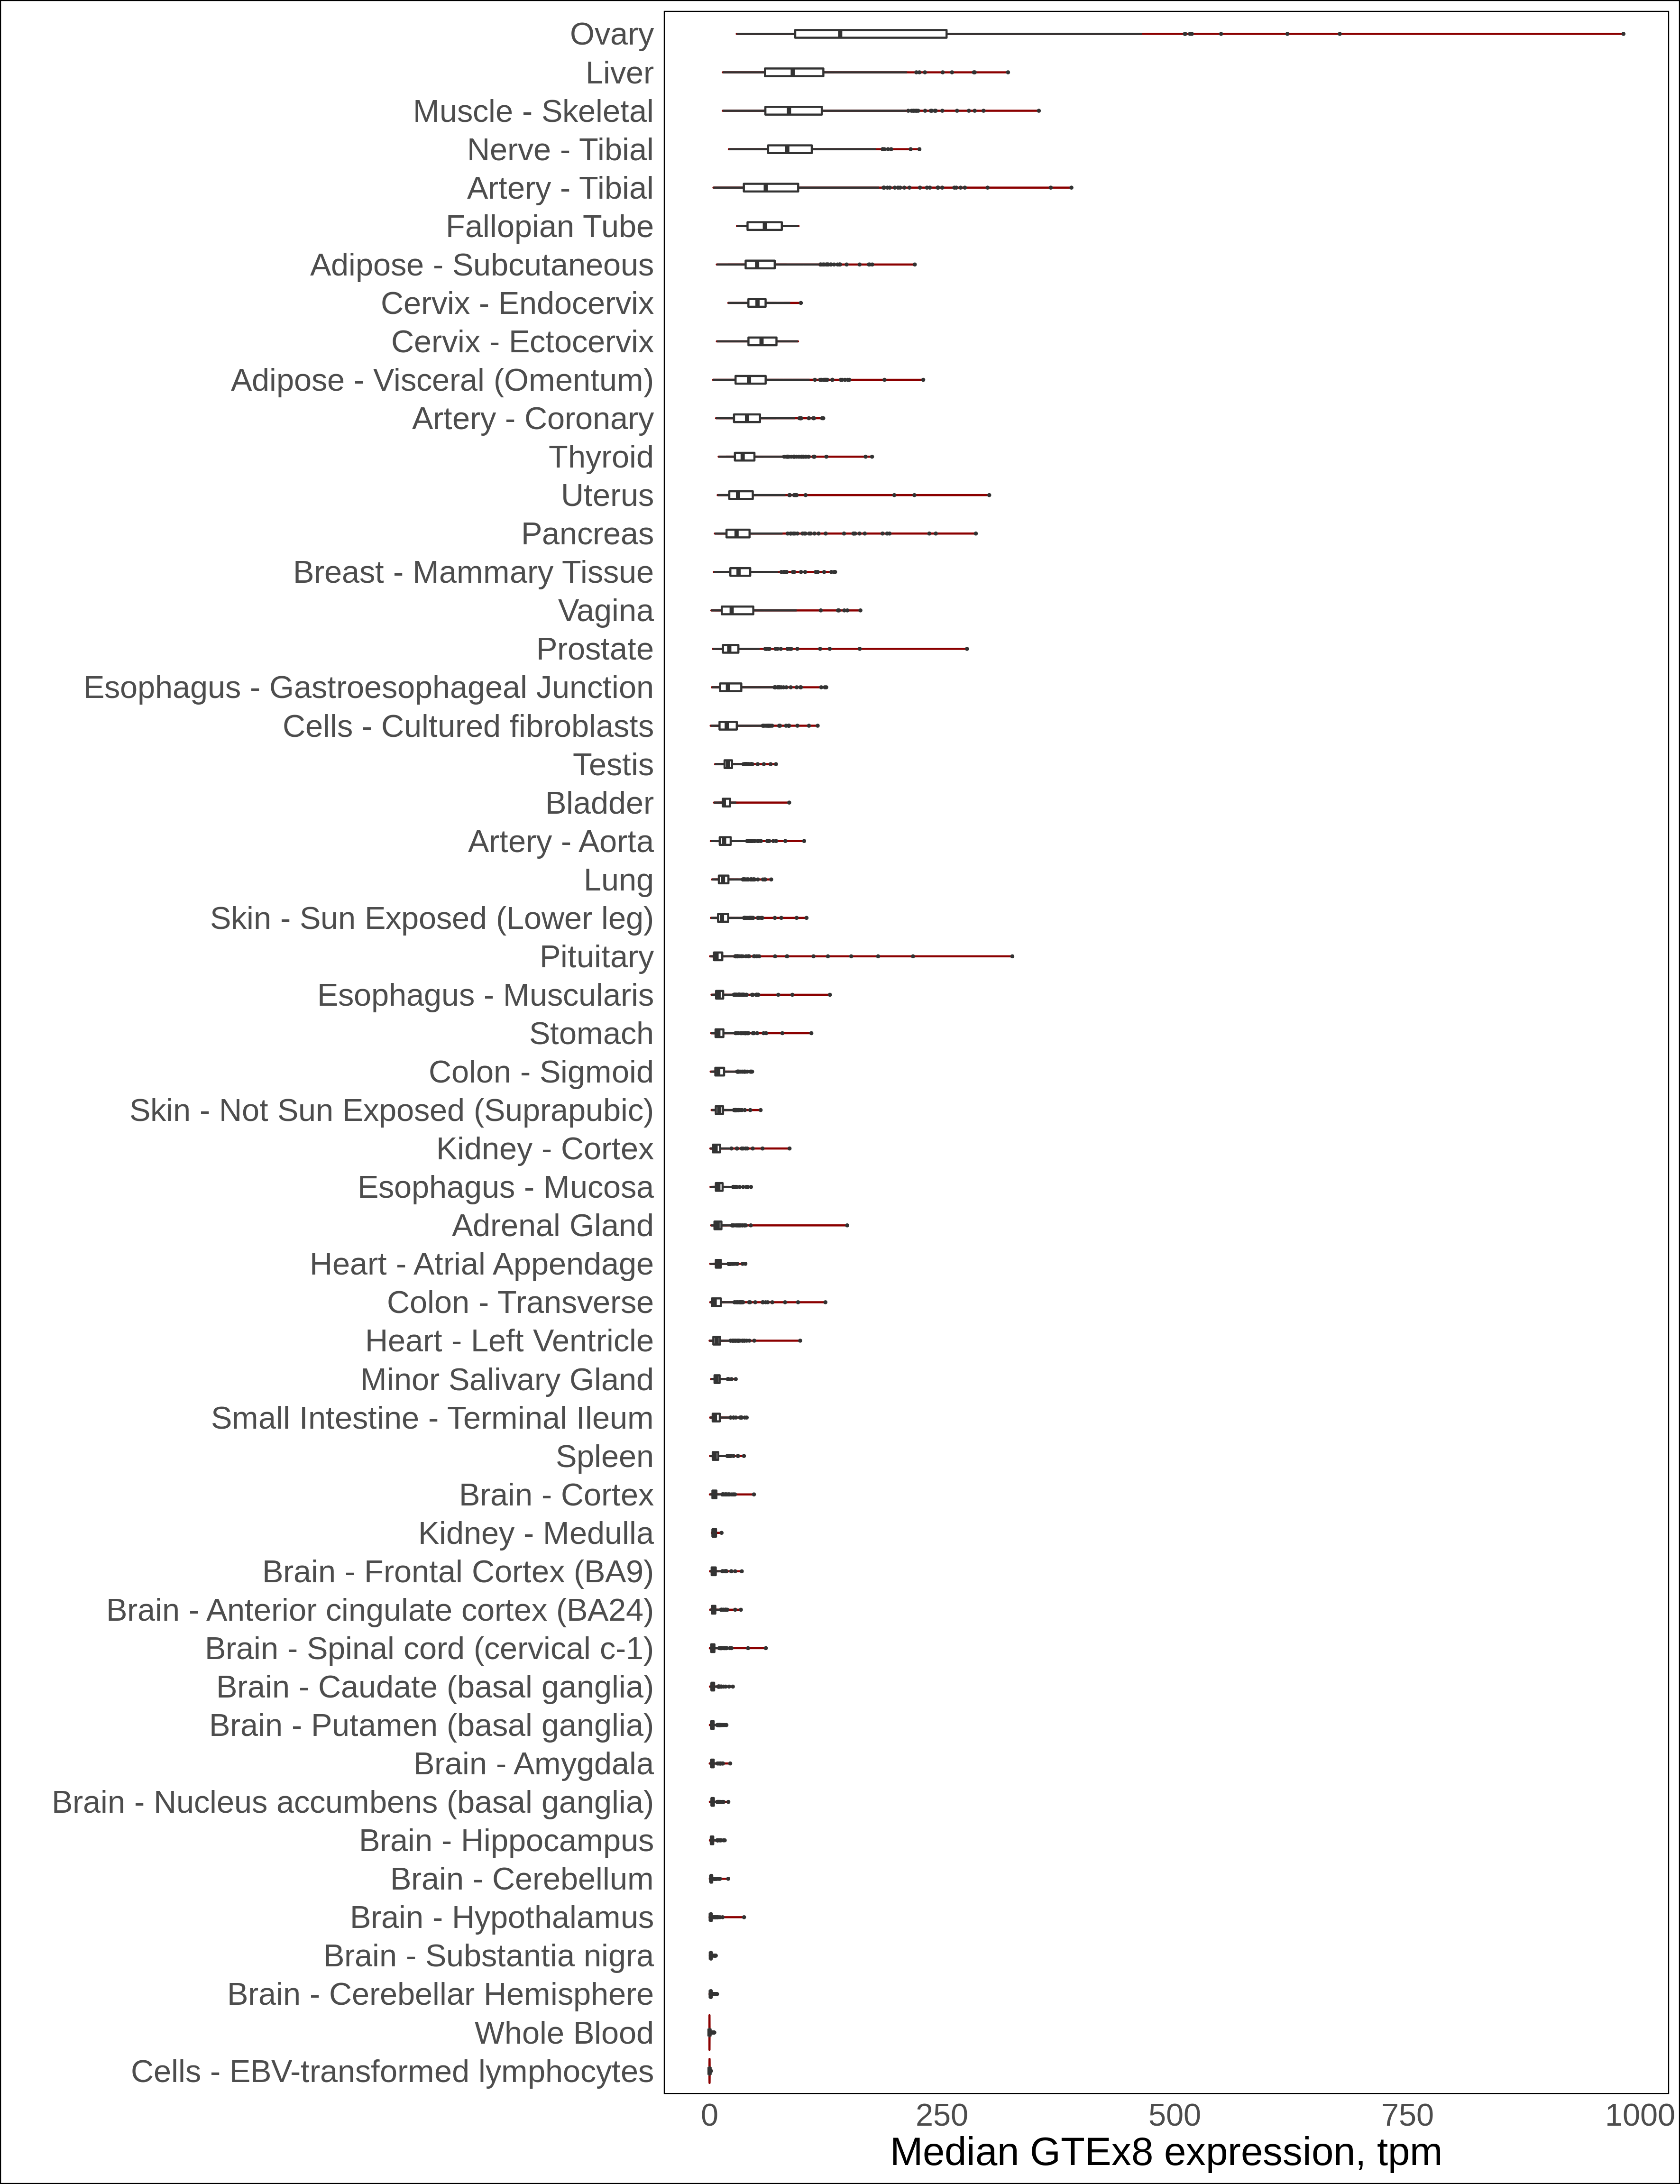 Ovary
Liver
Muscle - Skeletal
Nerve - Tibial
Artery - Tibial
Fallopian Tube
Adipose - Subcutaneous
Cervix - Endocervix
Cervix - Ectocervix
Adipose - Visceral (Omentum)
Artery - Coronary
Thyroid
Uterus
Pancreas
Breast - Mammary Tissue
Vagina
Prostate
Esophagus - Gastroesophageal Junction
Cells - Cultured fibroblasts
Testis
Bladder
Artery - Aorta
Lung
Skin - Sun Exposed (Lower leg)
Pituitary
Esophagus - Muscularis
Stomach
Colon - Sigmoid
Skin - Not Sun Exposed (Suprapubic)
Kidney - Cortex
Esophagus - Mucosa
Adrenal Gland
Heart - Atrial Appendage
Colon - Transverse
Heart - Left Ventricle
Minor Salivary Gland
Small Intestine - Terminal Ileum
Spleen
Brain - Cortex
Kidney - Medulla
Brain - Frontal Cortex (BA9)
Brain - Anterior cingulate cortex (BA24)
Brain - Spinal cord (cervical c-1)
Brain - Caudate (basal ganglia)
Brain - Putamen (basal ganglia)
Brain - Amygdala
Brain - Nucleus accumbens (basal ganglia)
Brain - Hippocampus
Brain - Cerebellum
Brain - Hypothalamus
Brain - Substantia nigra
Brain - Cerebellar Hemisphere
Whole Blood
Cells - EBV-transformed lymphocytes
0 250 500 750 1000
Median GTEx8 expression, tpm